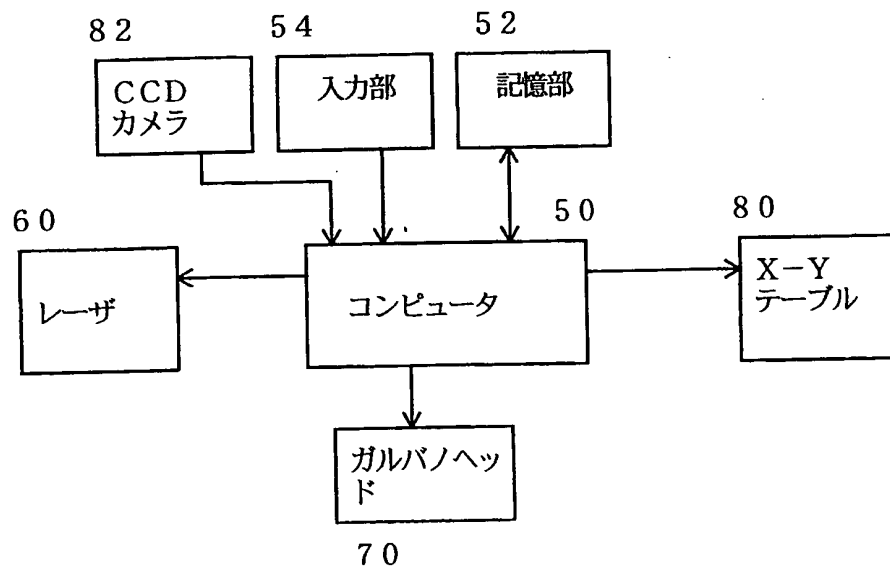 ８２
５４
５２
ＣＣＤ
カメラ
入力部
記憶部
６０
５０
８０
レーザ
コンピュータ
Ｘ－Ｙ
テーブル
ガルバノヘッ
ド
７０